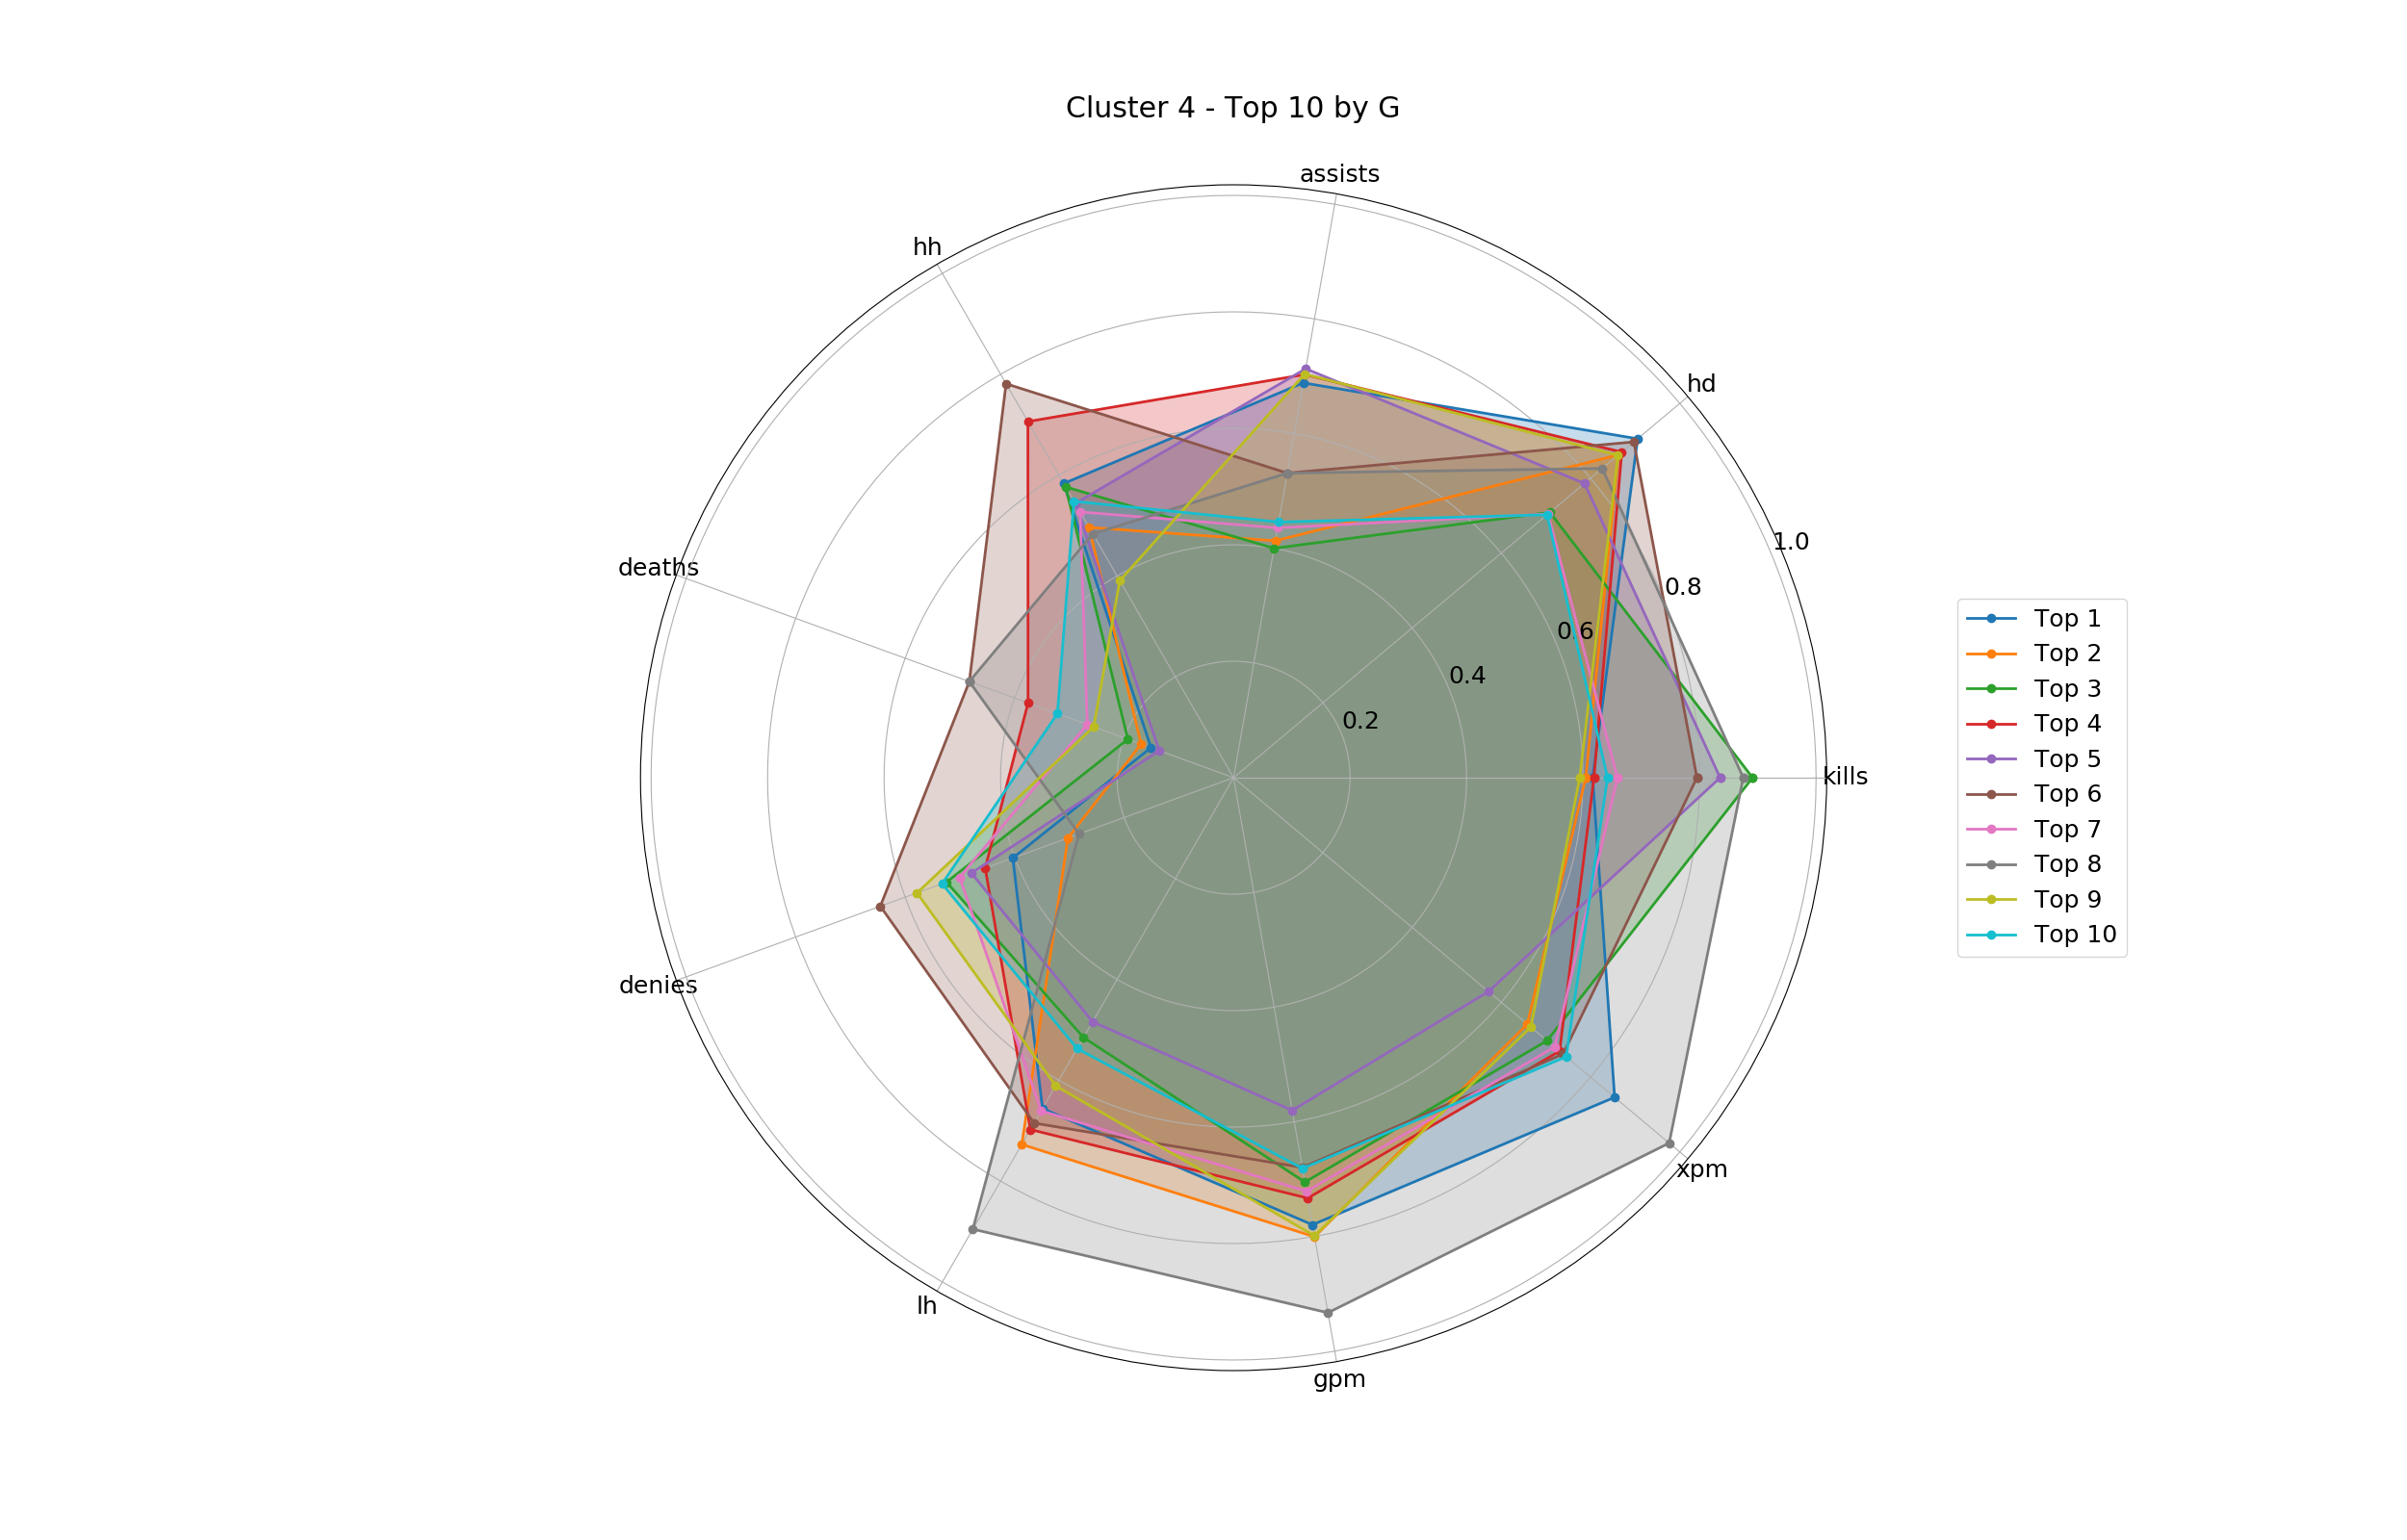 Cluster 4 - Top 10 by G
assists
hh
hd
deaths
1.0
0.8
0.6
0.4
0.2
kills
denies
xpm
lh
gpm
Top 1
Top 2
Top 3
Top 4
Top 5
Top 6
Top 7
Top 8
Top 9
Top 10